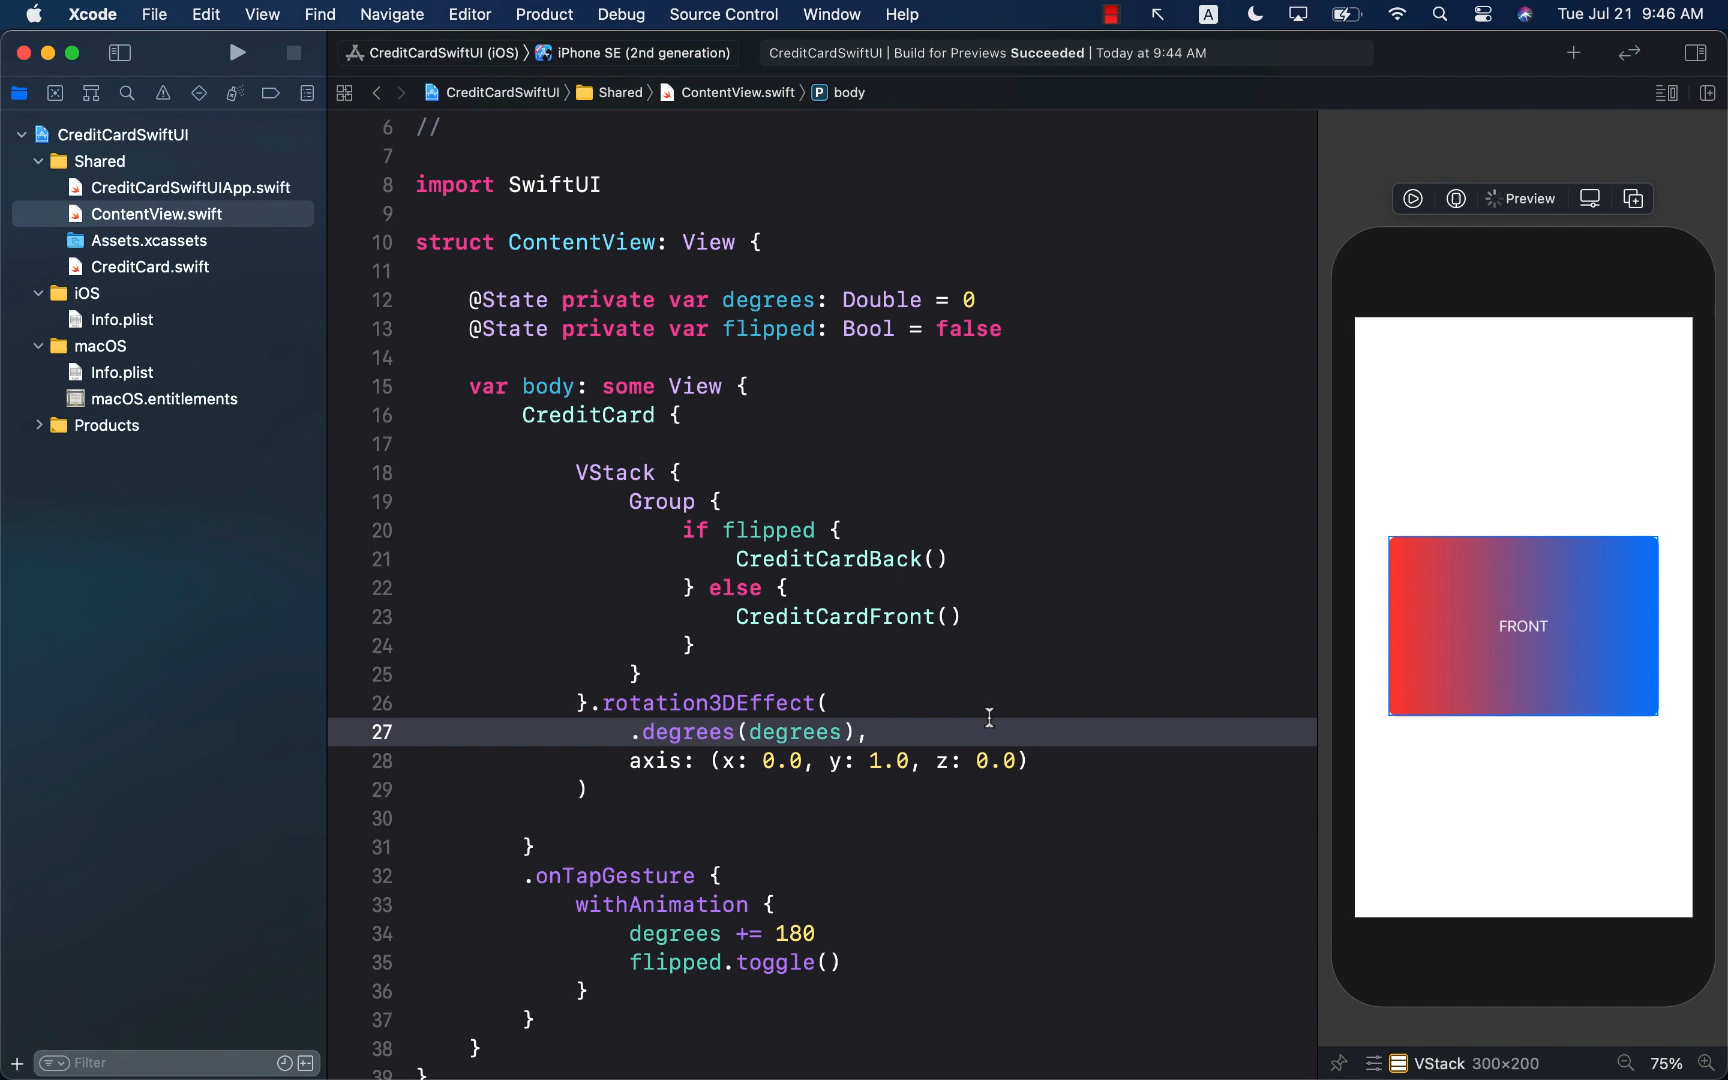 Xcode File Edit View Find Navigate Editor Product Debug Source Control Window Help A Tue Jul 21 9:46 AM
CreditCardSwiftUI (iOS) iPhone SE (2nd generation) CreditCardSwiftUI | Build for Previews Succeeded | Today at 9:44 AM
CreditCardSwiftUI Shared ContentView.swift P body
CreditCardSwiftUI
Shared
CreditCardSwiftUIApp.swift
ContentView.swift
Assets.xcassets
CreditCard.swift
iOS
Info.plist
macOS
Info.plist
macOS.entitlements
Products
Filter
6 //
7
8 import SwiftUI
9
10 struct ContentView: View {
11
12 @State private var degrees: Double = 0
13 @State private var flipped: Bool = false
14
15 var body: some View {
16 CreditCard {
17
18 VStack {
19 Group {
20 if flipped {
21 CreditCardBack()
22 } else {
23 CreditCardFront()
24 }
25 }
26 }.rotation3DEffect(
27 .degrees(degrees),
28 axis: (x: 0.0, y: 1.0, z: 0.0)
29 )
30
31 }
32 .onTapGesture {
33 withAnimation {
34 degrees += 180
35 flipped.toggle()
36 }
37 }
38 }
39 }
Preview
FRONT
VStack 300×200 75%